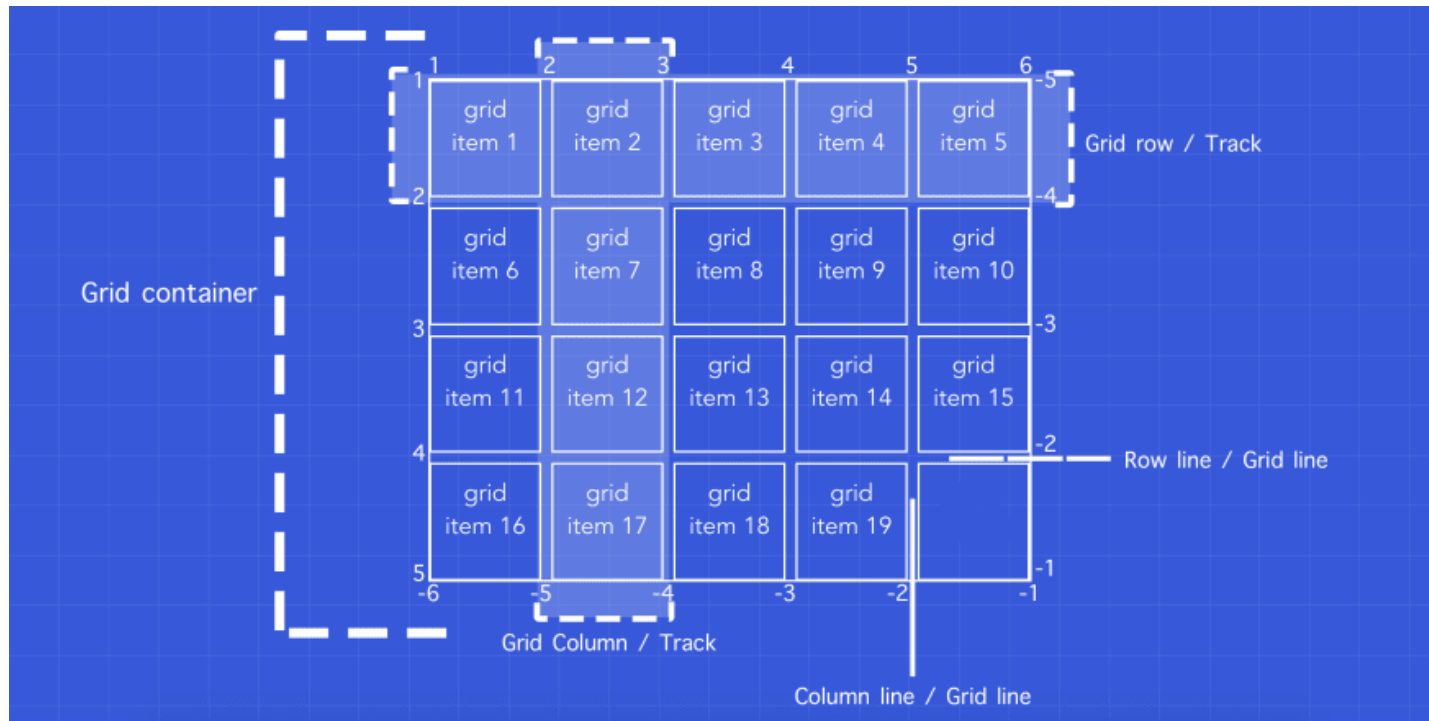 1 2 3 4 5 6
1 -5
grid grid grid grid grid
item 1 item 2 item 3 item 4 item 5
Grid row / Track
2 -4
grid grid grid grid grid
item 6 item 7 item 8 item 9 item 10
Grid container
3 -3
grid grid grid grid grid
item 11 item 12 item 13 item 14 item 15
4 -2
Row line / Grid line
grid grid grid grid
item 16 item 17 item 18 item 19
5 -1
-6 -5 -4 -3 -2 -1
Grid Column / Track
Column line / Grid line